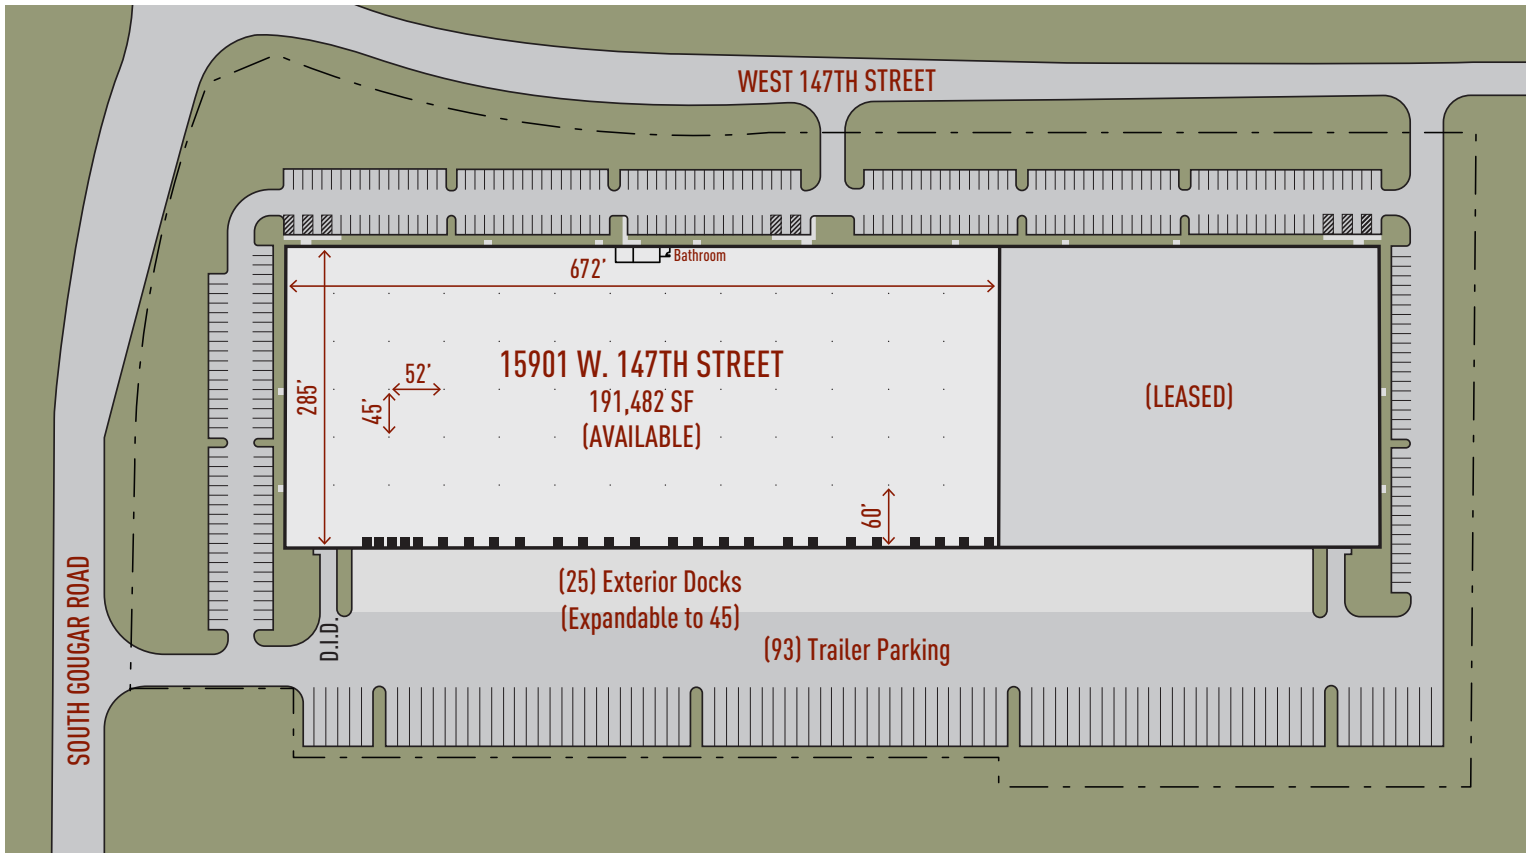 WEST 147TH STREET
Bathroom
672’
15901 W. 147TH STREET
191,482 SF
(AVAILABLE)
52’
45’
285’
60’
(LEASED)
(25) Exterior Docks
(Expandable to 45)
(93) Trailer Parking
D.I.D.
SOUTH GOUGAR ROAD